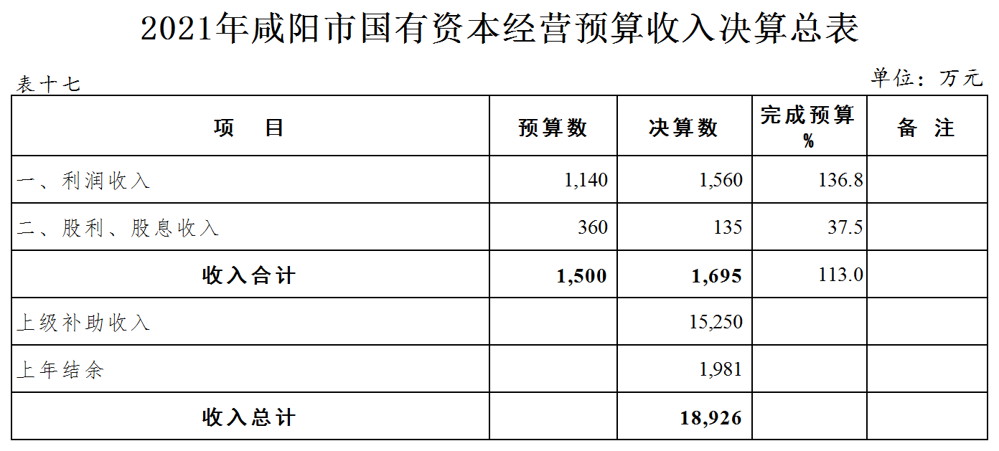 2021年咸阳市国有资本经营预算收入决算总表
表十七 单位：万元
项 目 预算数 决算数 完成预算% 备 注
一、利润收入 1,140 1,560 136.8
二、股利、股息收入 360 135 37.5
收入合计 1,500 1,695 113.0
上级补助收入 15,250
上年结余 1,981
收入总计 18,926